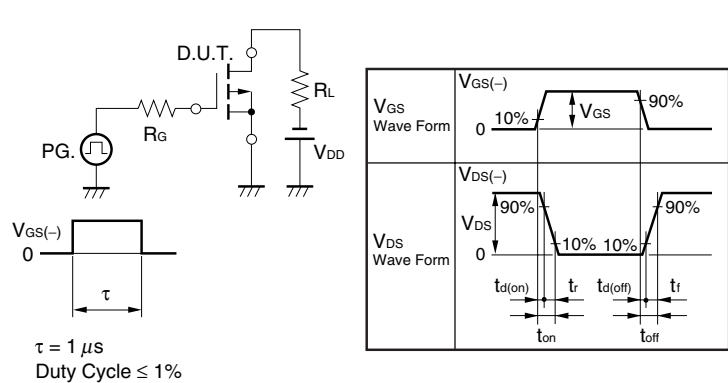 D.U.T.
RL
RG
PG.
VDD
VGS(−)
0
τ
τ = 1 μs
Duty Cycle ≤ 1%
VGS
Wave Form
VGS(−)
10%
VGS
90%
0
VDS
Wave Form
VDS(−)
90%
VDS
90%
10% 10%
0
td(on) tr td(off) tf
ton toff